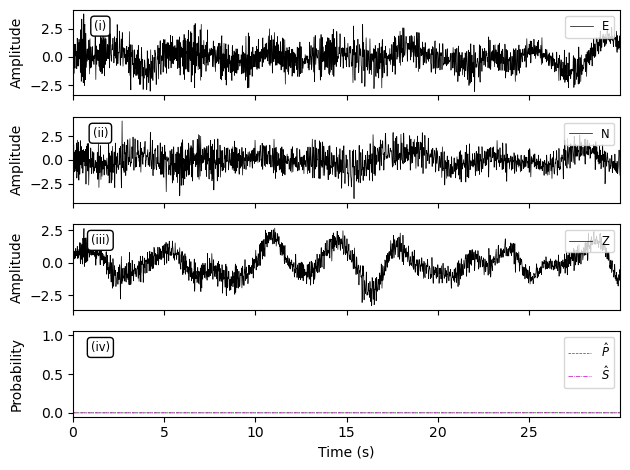 Amplitude
2.5
0.0
−2.5
(i)
E
Amplitude
2.5
0.0
−2.5
(ii)
N
Amplitude
2.5
0.0
−2.5
(iii)
Z
Probability
1.0
0.5
0.0
(iv)
P̂
Ŝ
0 5 10 15 20 25
Time (s)